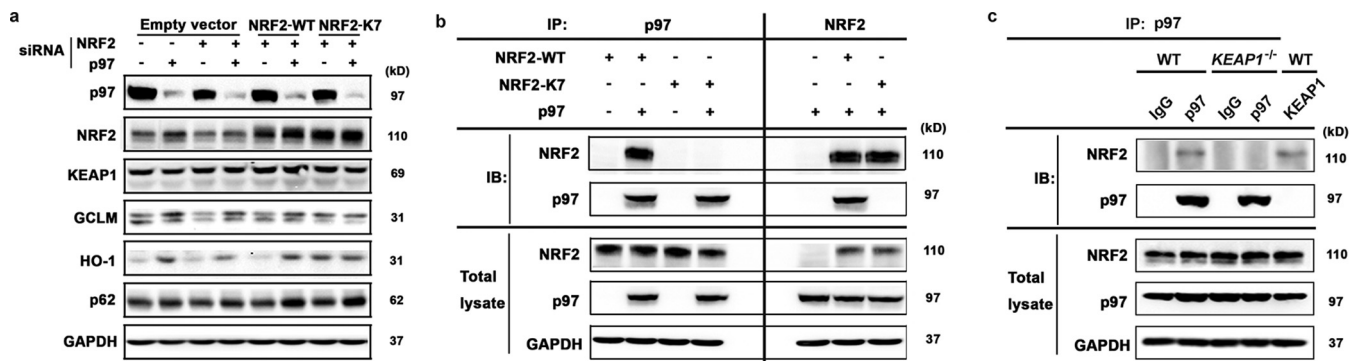 a
Empty vector NRF2-WT NRF2-K7
siRNA
NRF2 - - + + + + + +
p97 - + - + - + - + (kD)
p97 97
NRF2 110
KEAP1 69
GCLM 31
HO-1 31
p62 62
GAPDH 37
b
IP: p97 NRF2
NRF2-WT + + - - - + -
NRF2-K7 - - + + - - +
p97 - + - + + + + (kD)
IB:
NRF2 110
p97 97
Total lysate
NRF2 110
p97 97
GAPDH 37
c
IP: p97
WT KEAP1-/- WT
IgG p97 IgG p97 KEAP1
(kD)
IB:
NRF2 110
p97 97
Total lysate
NRF2 110
p97 97
GAPDH 37